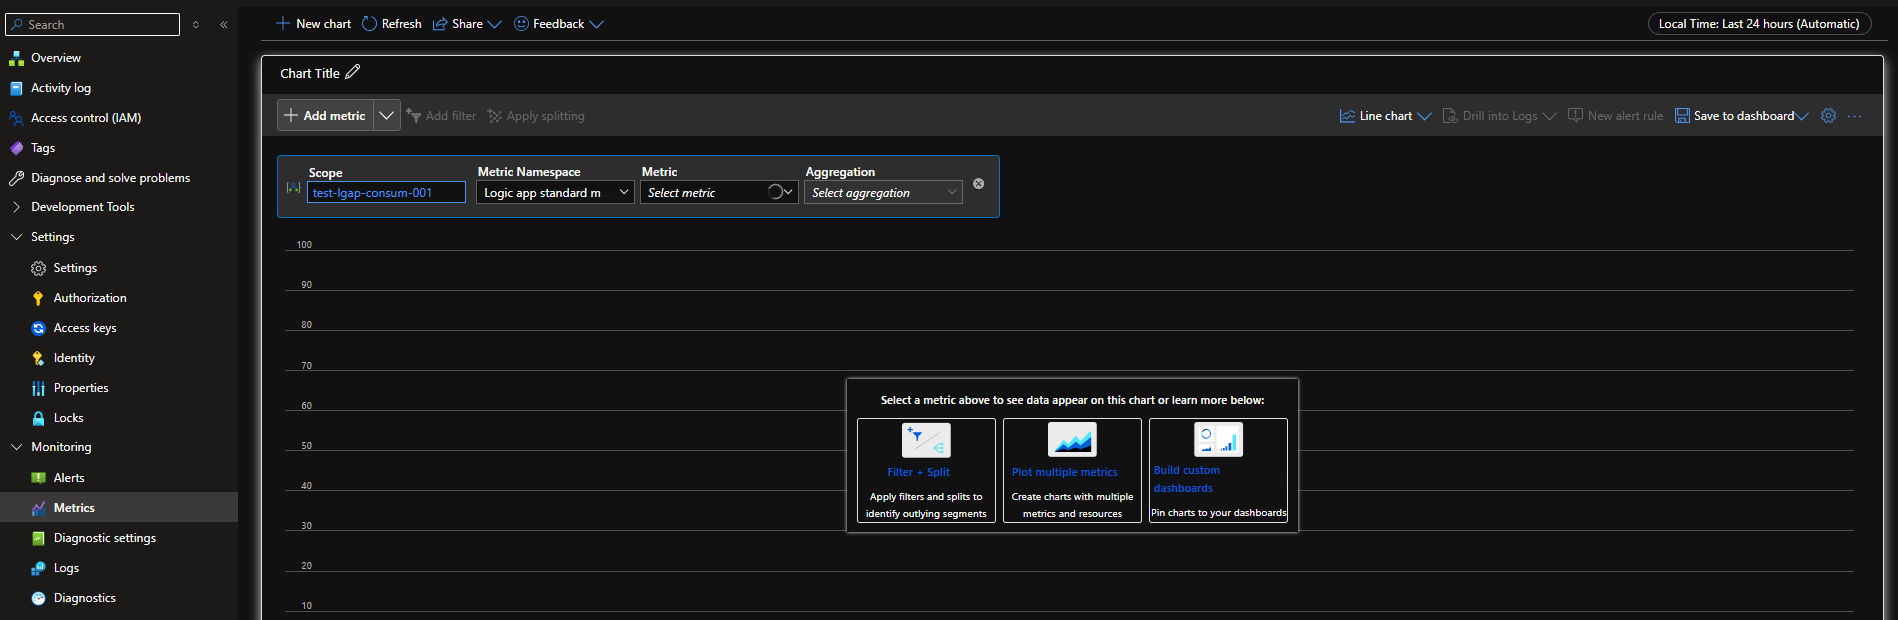 Search
Overview
Activity log
Access control (IAM)
Tags
Diagnose and solve problems
Development Tools
Settings
Settings
Authorization
Access keys
Identity
Properties
Locks
Monitoring
Alerts
Metrics
Diagnostic settings
Logs
Diagnostics
New chart Refresh Share Feedback
Local Time: Last 24 hours (Automatic)
Chart Title
Add metric Add filter Apply splitting
Line chart Drill into Logs New alert rule Save to dashboard ...
Scope Metric Namespace Metric Aggregation
test-lgap-consum-001 Logic app standard m Select metric Select aggregation
100
90
80
70
60
50
40
30
20
10
Select a metric above to see data appear on this chart or learn more below:
Filter + Split
Apply filters and splits to
identify outlying segments
Plot multiple metrics
Create charts with multiple
metrics and resources
Build custom
dashboards
Pin charts to your dashboards